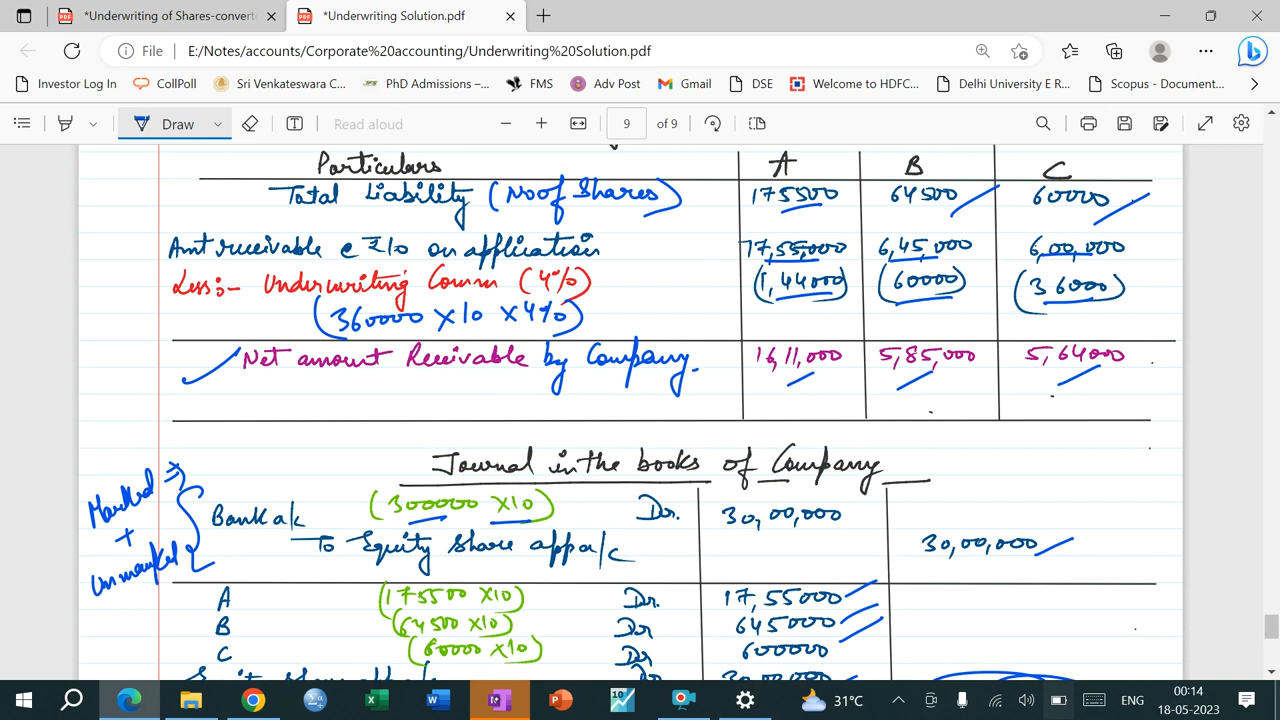 *Underwriting of Shares-converte
*Underwriting Solution.pdf
File E:/Notes/accounts/Corporate%20accounting/Underwriting%20Solution.pdf
Investor Log In CollPoll Sri Venkateswara C... PhD Admissions –... FMS Adv Post Gmail DSE Welcome to HDFC... Delhi University E R... Scopus - Document...
Draw Read aloud 9 of 9
Particulars A B C
Total Liability (No of Shares) 175500 64500 60000
Amt receivable @ ₹10 on application 17,55,000 6,45,000 6,00,000
Less:- Underwriting Comm (4%) (1,44000) (60000) (36000)
(360000 X10 X4%)
Net amount Receivable by Company. 16,11,000 5,85,000 5,64000
Journal in the books of Company
Marked + Unmarked
Bank a/c (300000 X10) Dr. 30,00,000
To Equity Share app a/c 30,00,000
A (175500 X10) Dr. 17,55000
B (64500 X10) Dr 645000
C (60000 X10) Dr 600000
ENG 31°C 00:14
18-05-2023